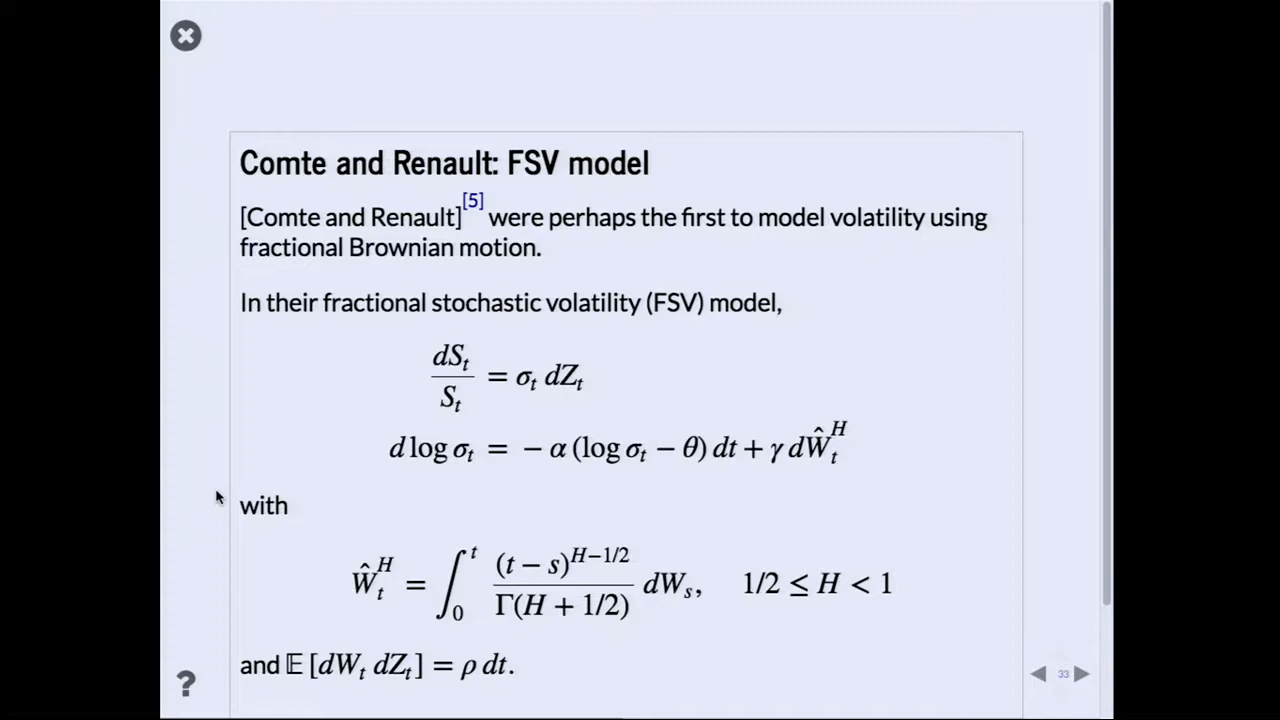 Comte and Renault: FSV model
[Comte and Renault][5] were perhaps the first to model volatility using
fractional Brownian motion.
In their fractional stochastic volatility (FSV) model,
dS_t / S_t = σ_t dZ_t
d log σ_t = − α (log σ_t − θ) dt + γ dŴ_t^H
with
Ŵ_t^H = ∫_0^t (t − s)^{H−1/2} / Γ(H + 1/2) dW_s, 1/2 ≤ H < 1
and 𝔼 [dW_t dZ_t] = ρ dt.
?
33